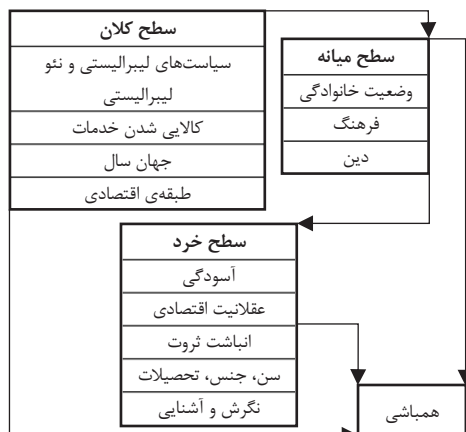 سطح کلان
سیاست‌های لیبرالیستی و نئو
لیبرالیستی
کالایی شدن خدمات
جهان سال
طبقه‌ی اقتصادی
سطح میانه
وضعیت خانوادگی
فرهنگ
دین
سطح خرد
آسودگی
عقلانیت اقتصادی
انباشت ثروت
سن، جنس، تحصیلات
نگرش و آشنایی
همباشی